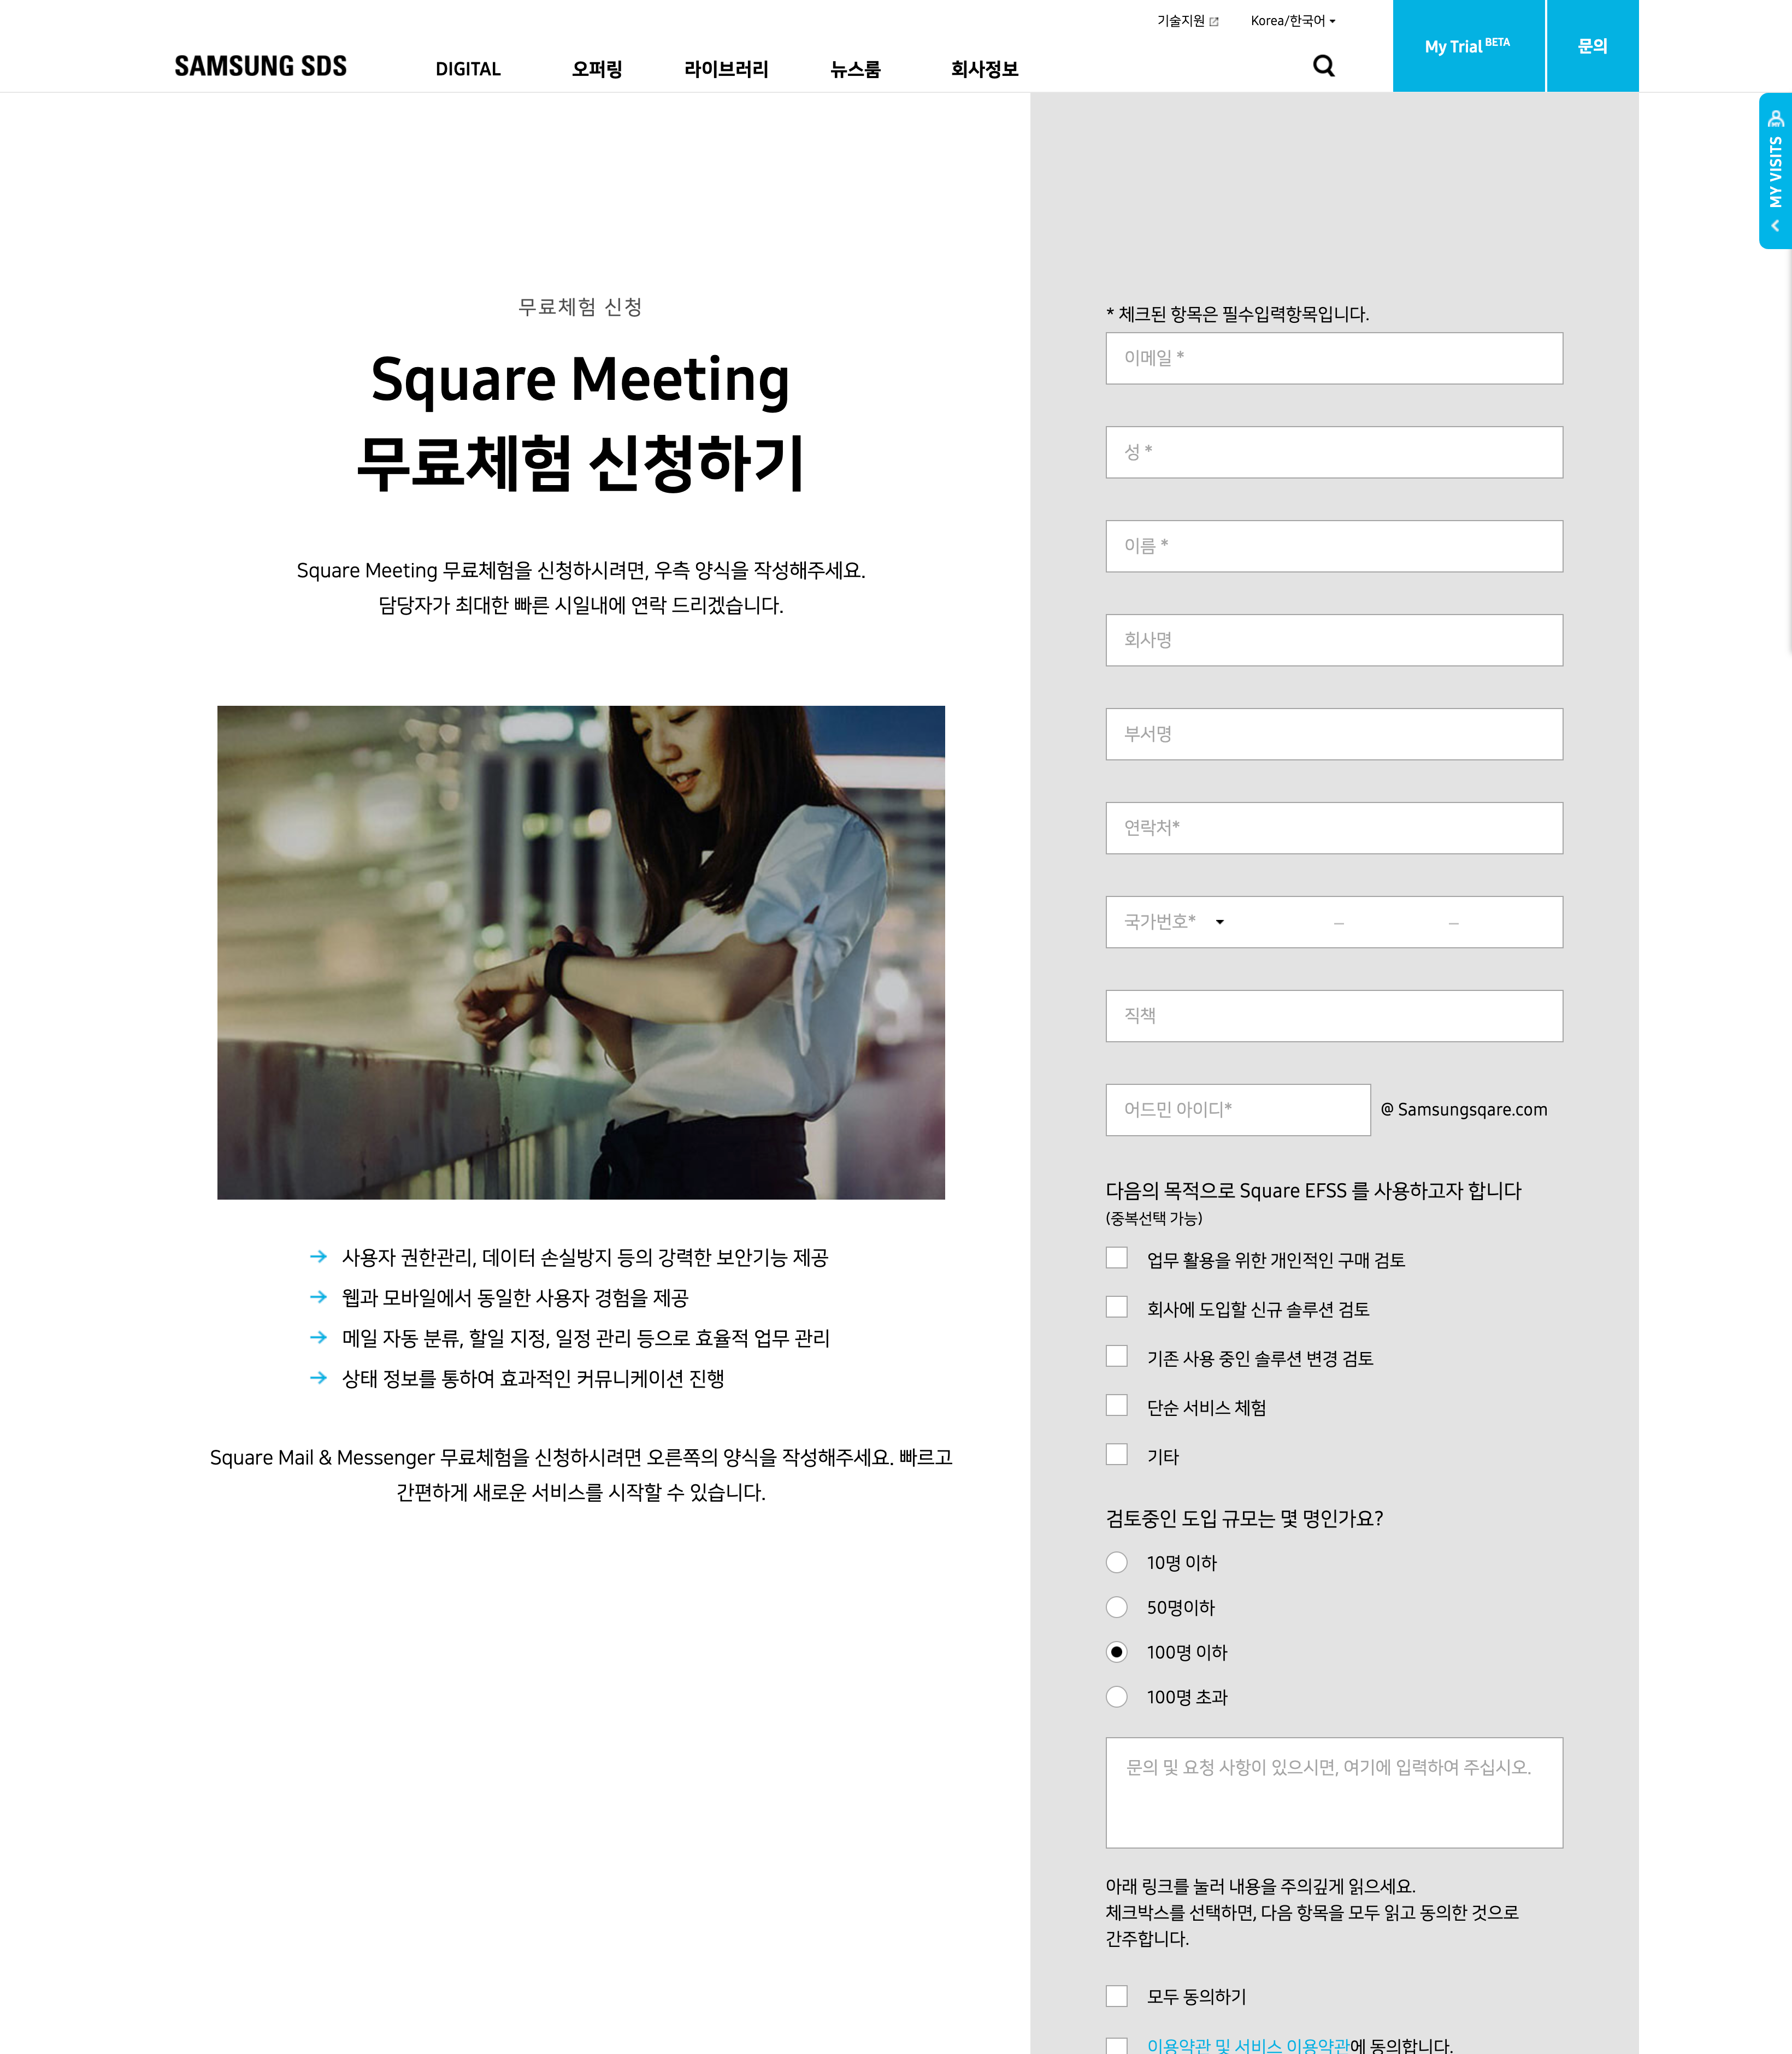 기술지원
Korea/한국어
My Trial BETA
문의
SAMSUNG SDS
DIGITAL
오퍼링
라이브러리
뉴스룸
회사정보
MY VISITS
MY
무료체험 신청
Square Meeting
무료체험 신청하기
Square Meeting 무료체험을 신청하시려면, 우측 양식을 작성해주세요.
담당자가 최대한 빠른 시일내에 연락 드리겠습니다.
사용자 권한관리, 데이터 손실방지 등의 강력한 보안기능 제공
웹과 모바일에서 동일한 사용자 경험을 제공
메일 자동 분류, 할일 지정, 일정 관리 등으로 효율적 업무 관리
상태 정보를 통하여 효과적인 커뮤니케이션 진행
Square Mail & Messenger 무료체험을 신청하시려면 오른쪽의 양식을 작성해주세요. 빠르고
간편하게 새로운 서비스를 시작할 수 있습니다.
* 체크된 항목은 필수입력항목입니다.
이메일 *
성 *
이름 *
회사명
부서명
연락처*
국가번호* – –
직책
어드민 아이디* @ Samsungsqare.com
다음의 목적으로 Square EFSS 를 사용하고자 합니다
(중복선택 가능)
업무 활용을 위한 개인적인 구매 검토
회사에 도입할 신규 솔루션 검토
기존 사용 중인 솔루션 변경 검토
단순 서비스 체험
기타
검토중인 도입 규모는 몇 명인가요?
10명 이하
50명이하
100명 이하
100명 초과
문의 및 요청 사항이 있으시면, 여기에 입력하여 주십시오.
아래 링크를 눌러 내용을 주의깊게 읽으세요.
체크박스를 선택하면, 다음 항목을 모두 읽고 동의한 것으로
간주합니다.
모두 동의하기
이용약관 및 서비스 이용약관에 동의합니다.